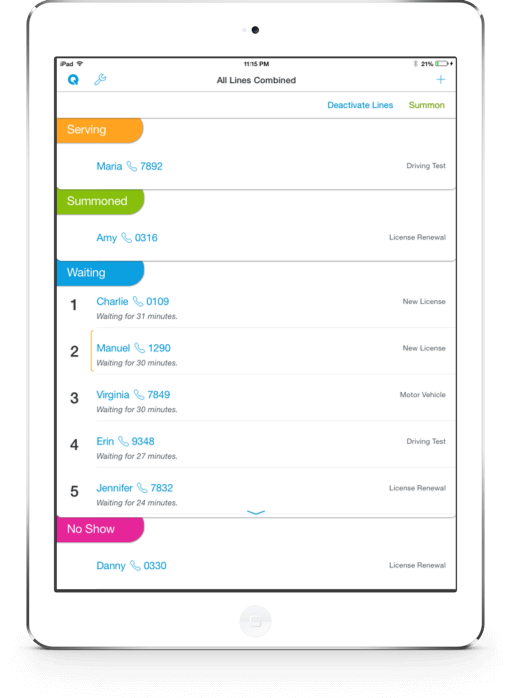 iPad 11:15 PM 21%
All Lines Combined
Deactivate Lines Summon
Serving
Maria 7892 Driving Test
Summoned
Amy 0316 License Renewal
Waiting
1 Charlie 0109 New License
Waiting for 31 minutes.
2 Manuel 1290 New License
Waiting for 30 minutes.
3 Virginia 7849 Motor Vehicle
Waiting for 30 minutes.
4 Erin 9348 Driving Test
Waiting for 27 minutes.
5 Jennifer 7832 License Renewal
Waiting for 24 minutes.
No Show
Danny 0330 License Renewal